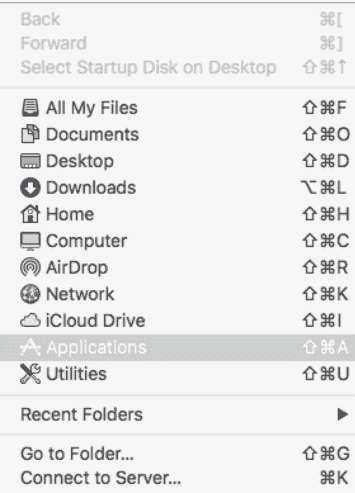 Back ⌘[
Forward ⌘]
Select Startup Disk on Desktop ⇧⌘↑
All My Files ⇧⌘F
Documents ⇧⌘O
Desktop ⇧⌘D
Downloads ⌥⌘L
Home ⇧⌘H
Computer ⇧⌘C
AirDrop ⇧⌘R
Network ⇧⌘K
iCloud Drive ⇧⌘I
Applications ⇧⌘A
Utilities ⇧⌘U
Recent Folders ▶
Go to Folder... ⇧⌘G
Connect to Server... ⌘K